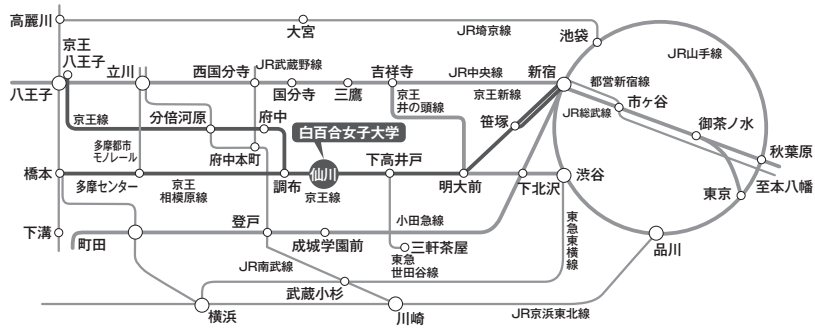 高麗川
大宮
JR埼京線
池袋
京王
八王子
立川
西国分寺
JR武蔵野線
吉祥寺
JR中央線
新宿
都営新宿線
JR山手線
八王子
国分寺
三鷹
京王
井の頭線
京王新線
市ヶ谷
JR総武線
御茶ノ水
京王線
分倍河原
府中
笹塚
白百合女子大学
多摩都市
モノレール
府中本町
下高井戸
秋葉原
至本八幡
橋本
多摩センター
京王
相模原線
調布
仙川
京王線
明大前
下北沢
渋谷
東京
下溝
町田
登戸
成城学園前
小田急線
三軒茶屋
東急
世田谷線
東急東横線
品川
JR南武線
武蔵小杉
横浜
川崎
JR京浜東北線